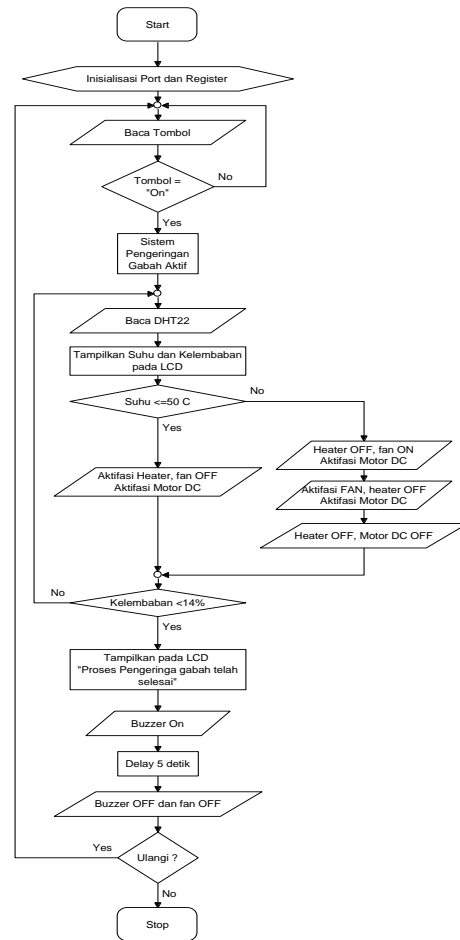 Start
Inisialisasi Port dan Register
Baca Tombol
Tombol =
"On"
No
Yes
Sistem
Pengeringan
Gabah Aktif
Baca DHT22
Tampilkan Suhu dan Kelembaban
pada LCD
Suhu <=50 C
No
Yes
Heater OFF, fan ON
Aktifasi Motor DC
Aktifasi Heater, fan OFF
Aktifasi Motor DC
Aktifasi FAN, heater OFF
Aktifasi Motor DC
Heater OFF, Motor DC OFF
No
Kelembaban <14%
Yes
Tampilkan pada LCD
"Proses Pengeringa gabah telah
selesai"
Buzzer On
Delay 5 detik
Buzzer OFF dan fan OFF
Yes
Ulangi ?
No
Stop